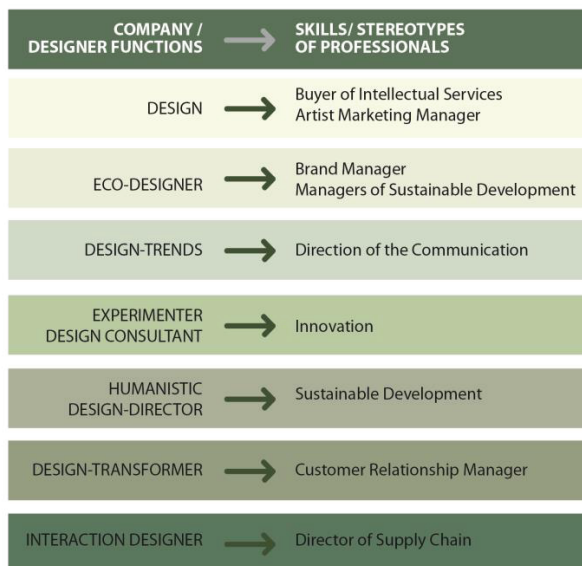 COMPANY /
DESIGNER FUNCTIONS
SKILLS/ STEREOTYPES
OF PROFESSIONALS
DESIGN
Buyer of Intellectual Services
Artist Marketing Manager
ECO-DESIGNER
Brand Manager
Managers of Sustainable Development
DESIGN-TRENDS
Direction of the Communication
EXPERIMENTER
DESIGN CONSULTANT
Innovation
HUMANISTIC
DESIGN-DIRECTOR
Sustainable Development
DESIGN-TRANSFORMER
Customer Relationship Manager
INTERACTION DESIGNER
Director of Supply Chain